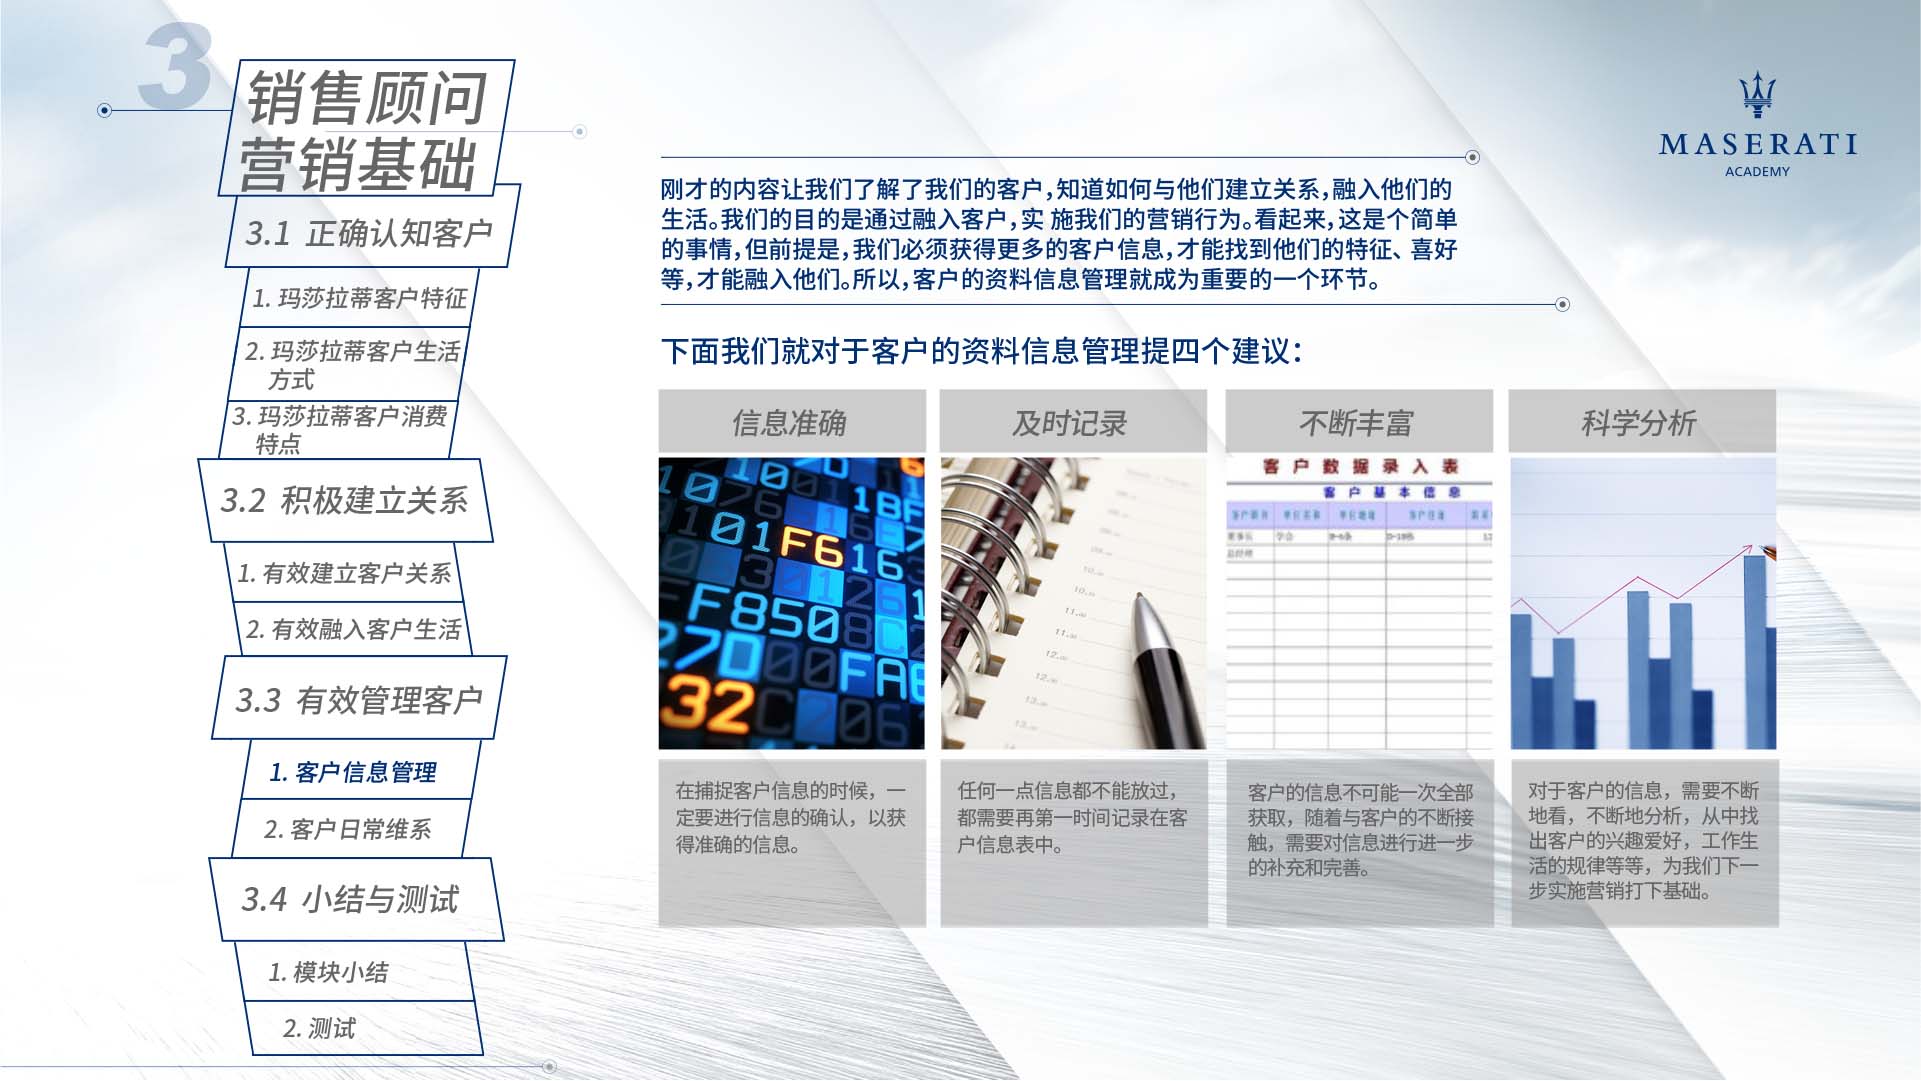 3
销售顾问
营销基础
3.1 正确认知客户
1. 玛莎拉蒂客户特征
2. 玛莎拉蒂客户生活
方式
3. 玛莎拉蒂客户消费
特点
3.2 积极建立关系
1. 有效建立客户关系
2. 有效融入客户生活
3.3 有效管理客户
1. 客户信息管理
2. 客户日常维系
3.4 小结与测试
1. 模块小结
2. 测试
MASERATI
ACADEMY
刚才的内容让我们了解了我们的客户,知道如何与他们建立关系,融入他们的
生活。我们的目的是通过融入客户,实 施我们的营销行为。看起来,这是个简单
的事情,但前提是,我们必须获得更多的客户信息,才能找到他们的特征、喜好
等,才能融入他们。所以,客户的资料信息管理就成为重要的一个环节。
下面我们就对于客户的资料信息管理提四个建议：
信息准确
及时记录
不断丰富
科学分析
01F616
F850
32
10.00
11.00
11.30
12.00
客户数据录入表
客户基本信息
在捕捉客户信息的时候，一
定要进行信息的确认，以获
得准确的信息。
任何一点信息都不能放过，
都需要再第一时间记录在客
户信息表中。
客户的信息不可能一次全部
获取，随着与客户的不断接
触，需要对信息进行进一步
的补充和完善。
对于客户的信息，需要不断
地看，不断地分析，从中找
出客户的兴趣爱好，工作生
活的规律等等，为我们下一
步实施营销打下基础。